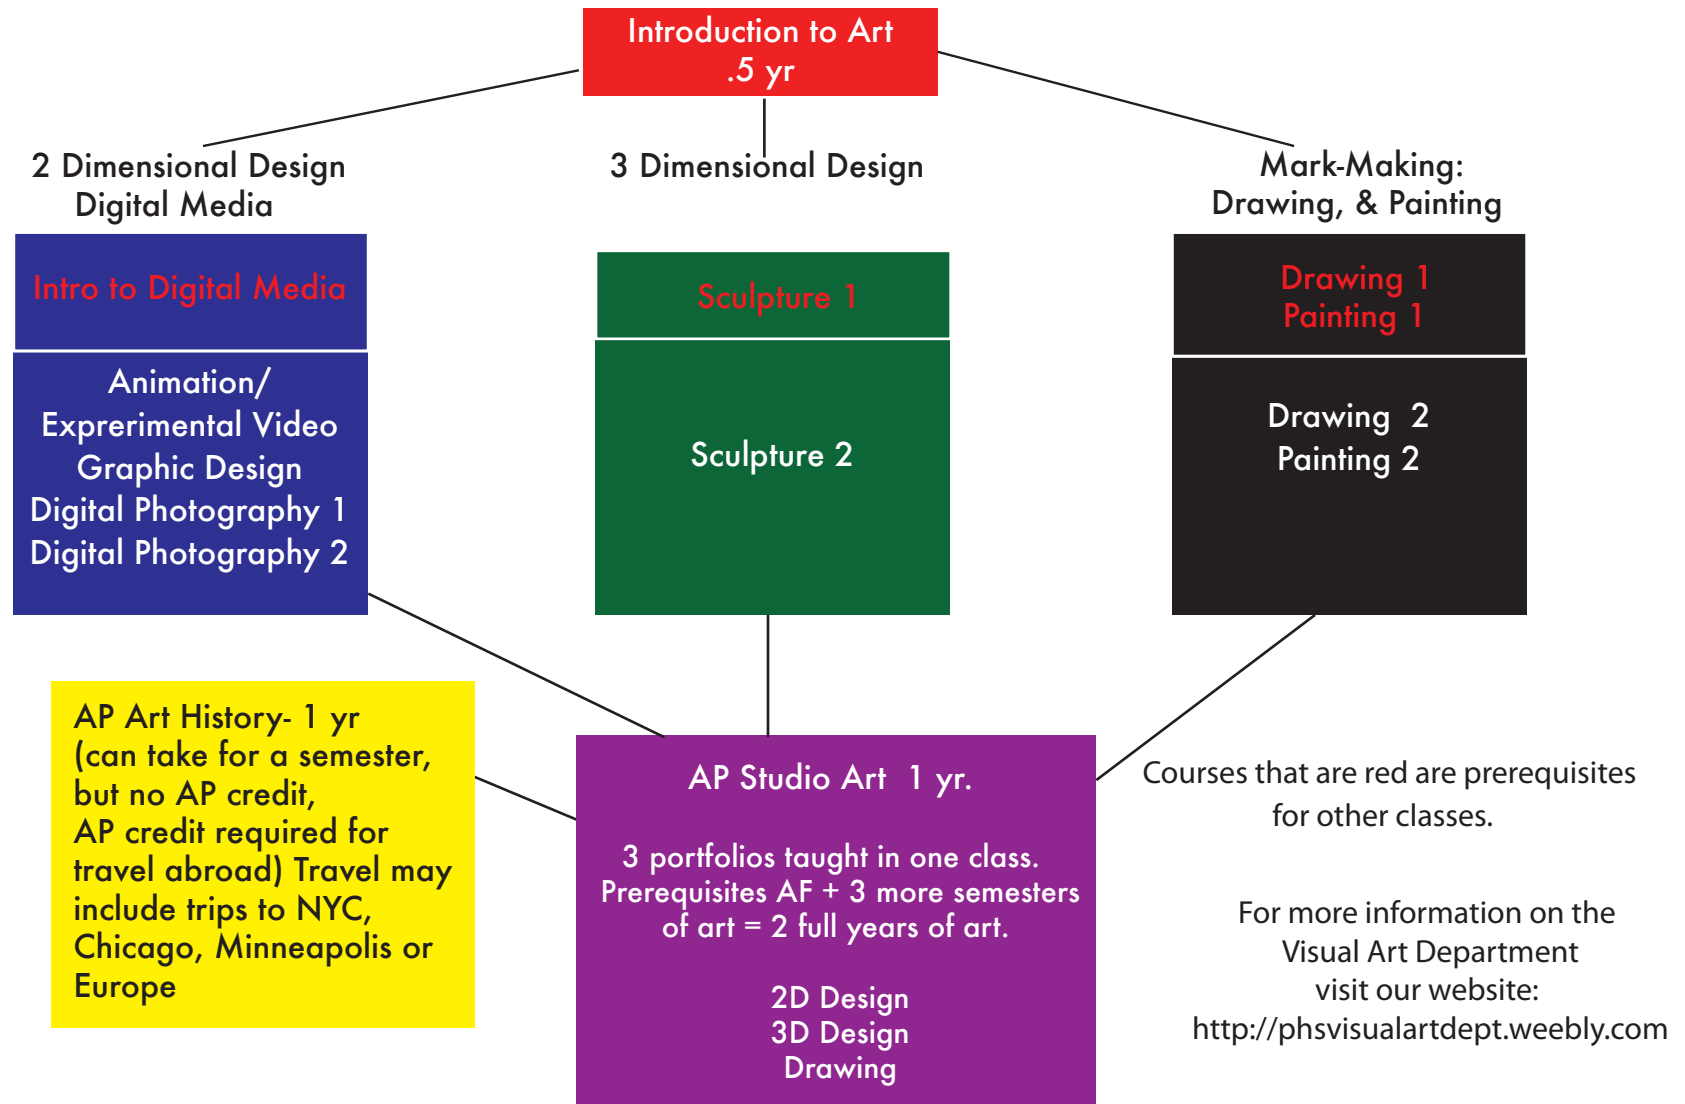 Introduction to Art
.5 yr
2 Dimensional Design
Digital Media
3 Dimensional Design
Mark-Making:
Drawing, & Painting
Intro to Digital Media
Animation/
Exprerimental Video
Graphic Design
Digital Photography 1
Digital Photography 2
Sculpture 1
Sculpture 2
Drawing 1
Painting 1
Drawing 2
Painting 2
AP Art History- 1 yr
(can take for a semester,
but no AP credit,
AP credit required for
travel abroad) Travel may
include trips to NYC,
Chicago, Minneapolis or
Europe
AP Studio Art 1 yr.
3 portfolios taught in one class.
Prerequisites AF + 3 more semesters
of art = 2 full years of art.
2D Design
3D Design
Drawing
Courses that are red are prerequisites
for other classes.
For more information on the
Visual Art Department
visit our website:
http://phsvisualartdept.weebly.com